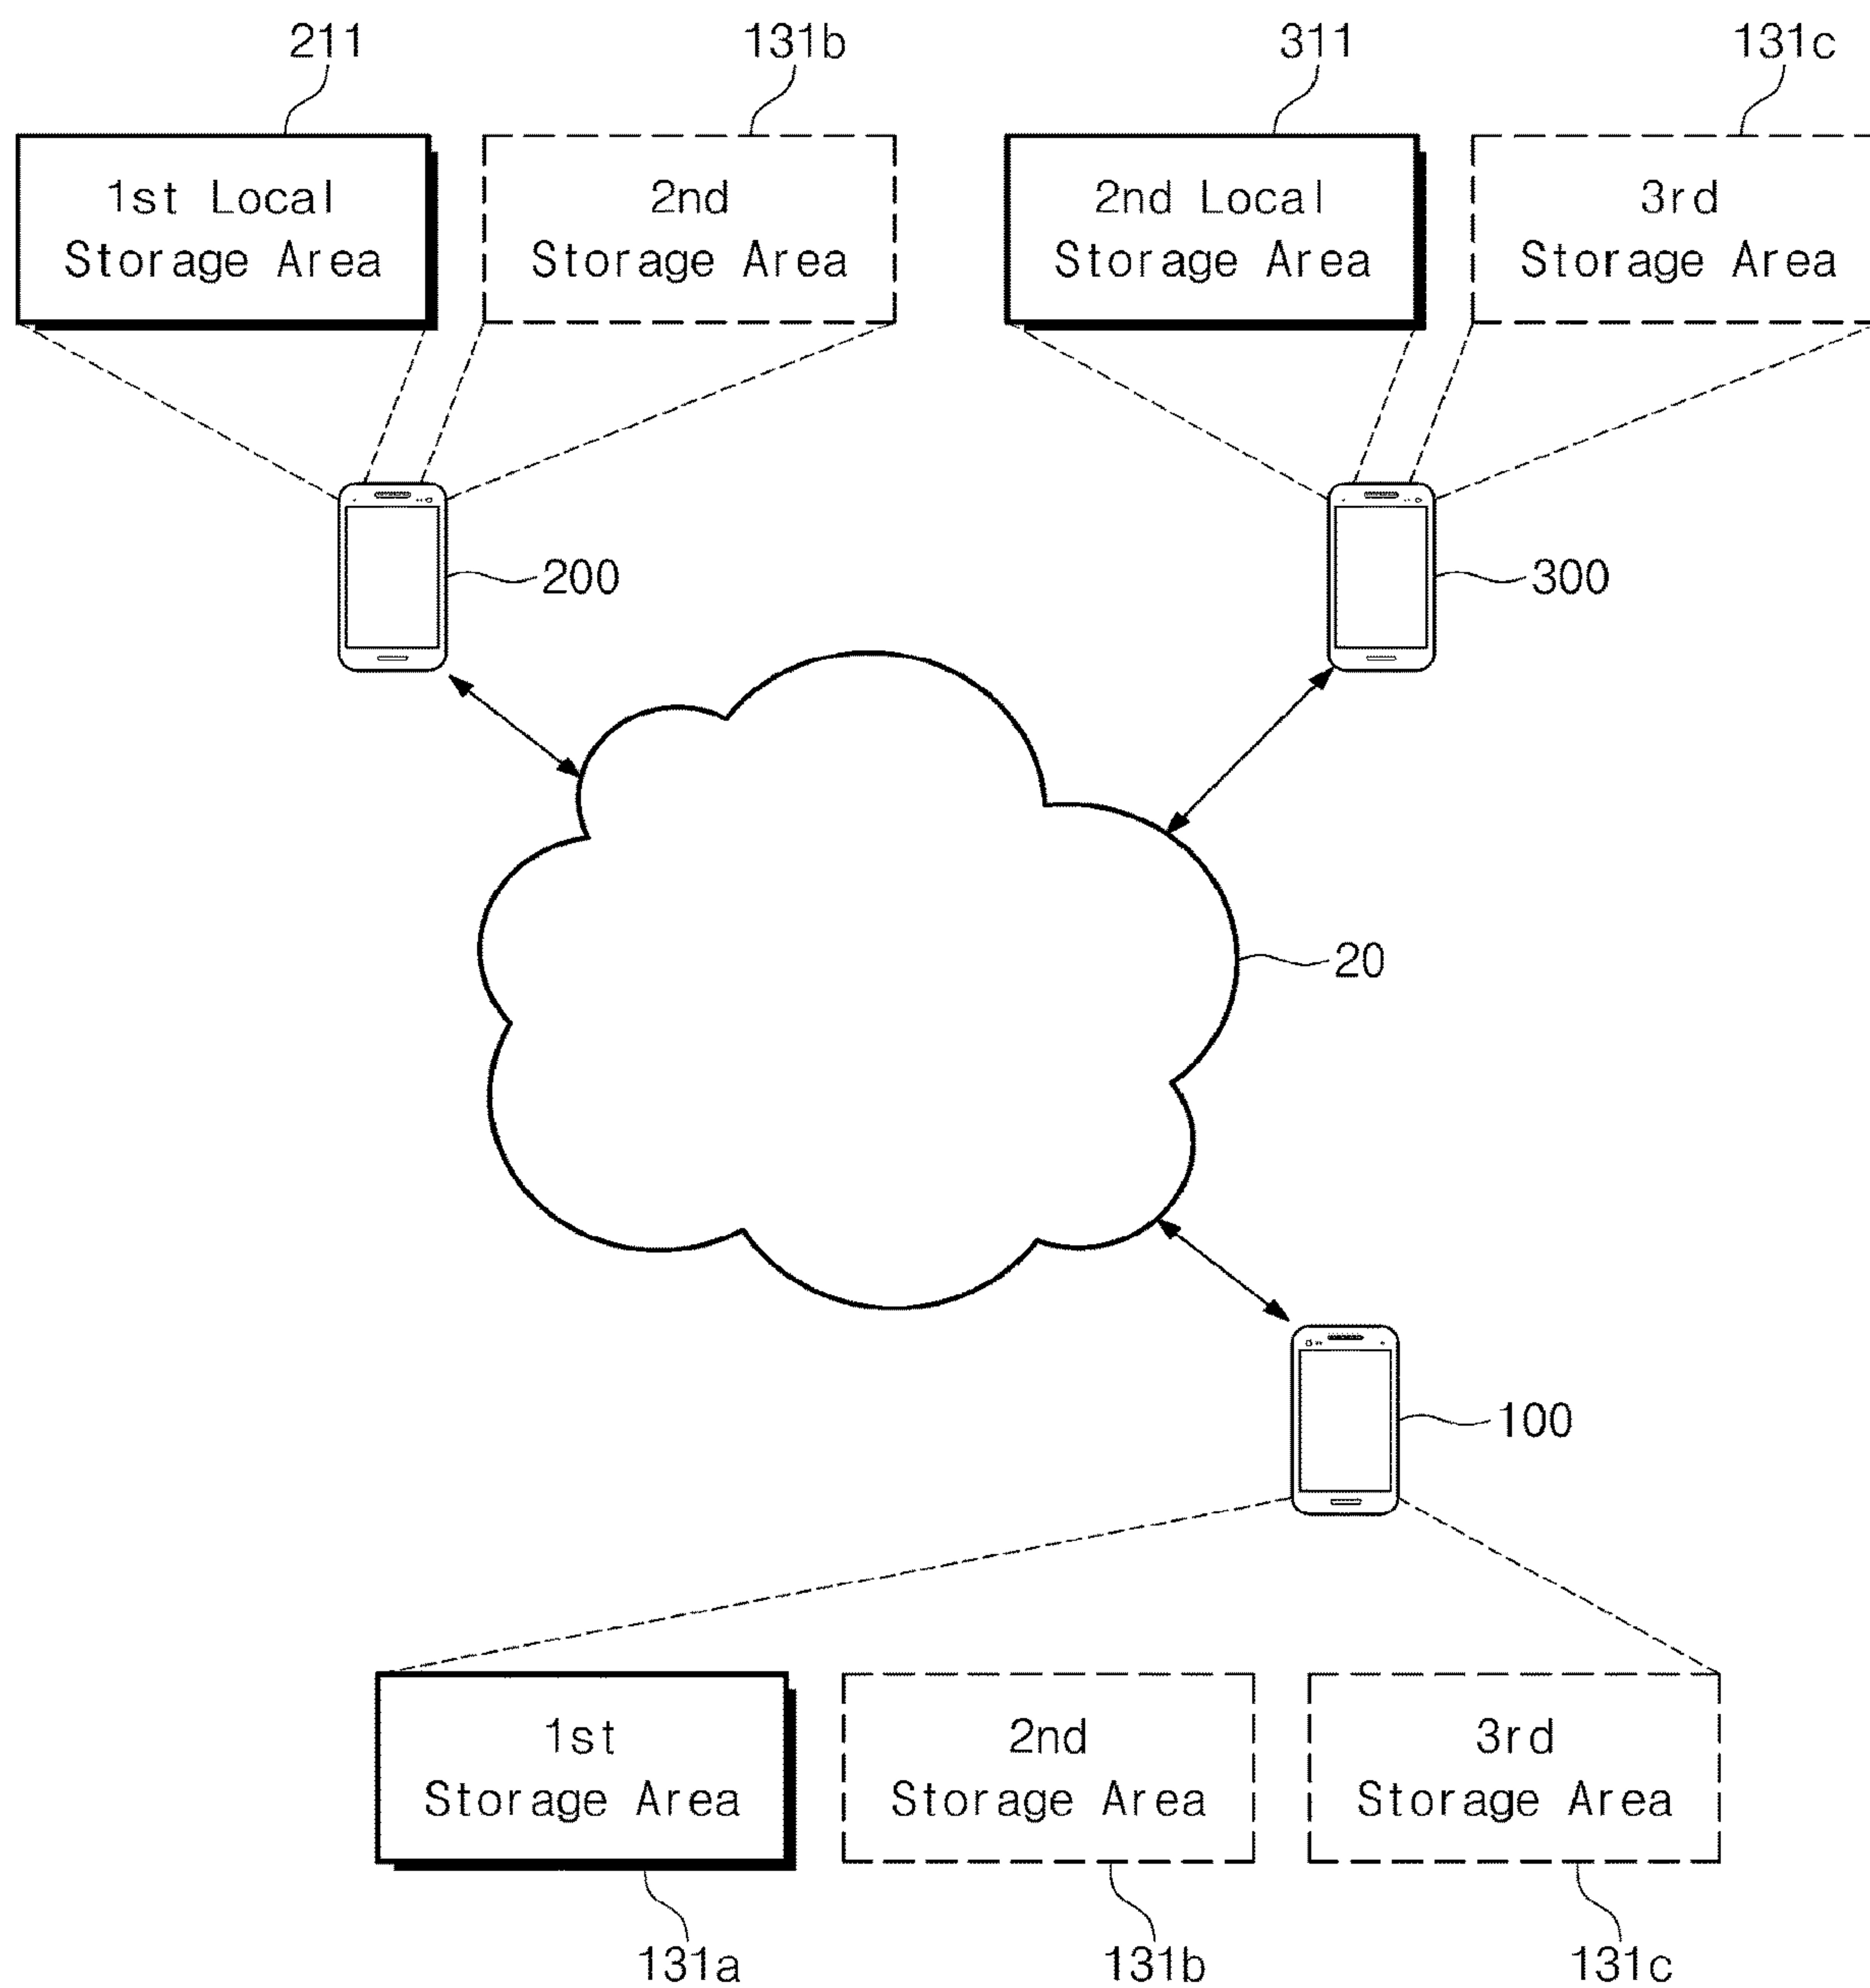 211
131b
311
131c
1st Local
Storage Area
2nd
Storage Area
2nd Local
Storage Area
3rd
Storage Area
200
300
20
100
1st
Storage Area
2nd
Storage Area
3rd
Storage Area
131a
131b
131c